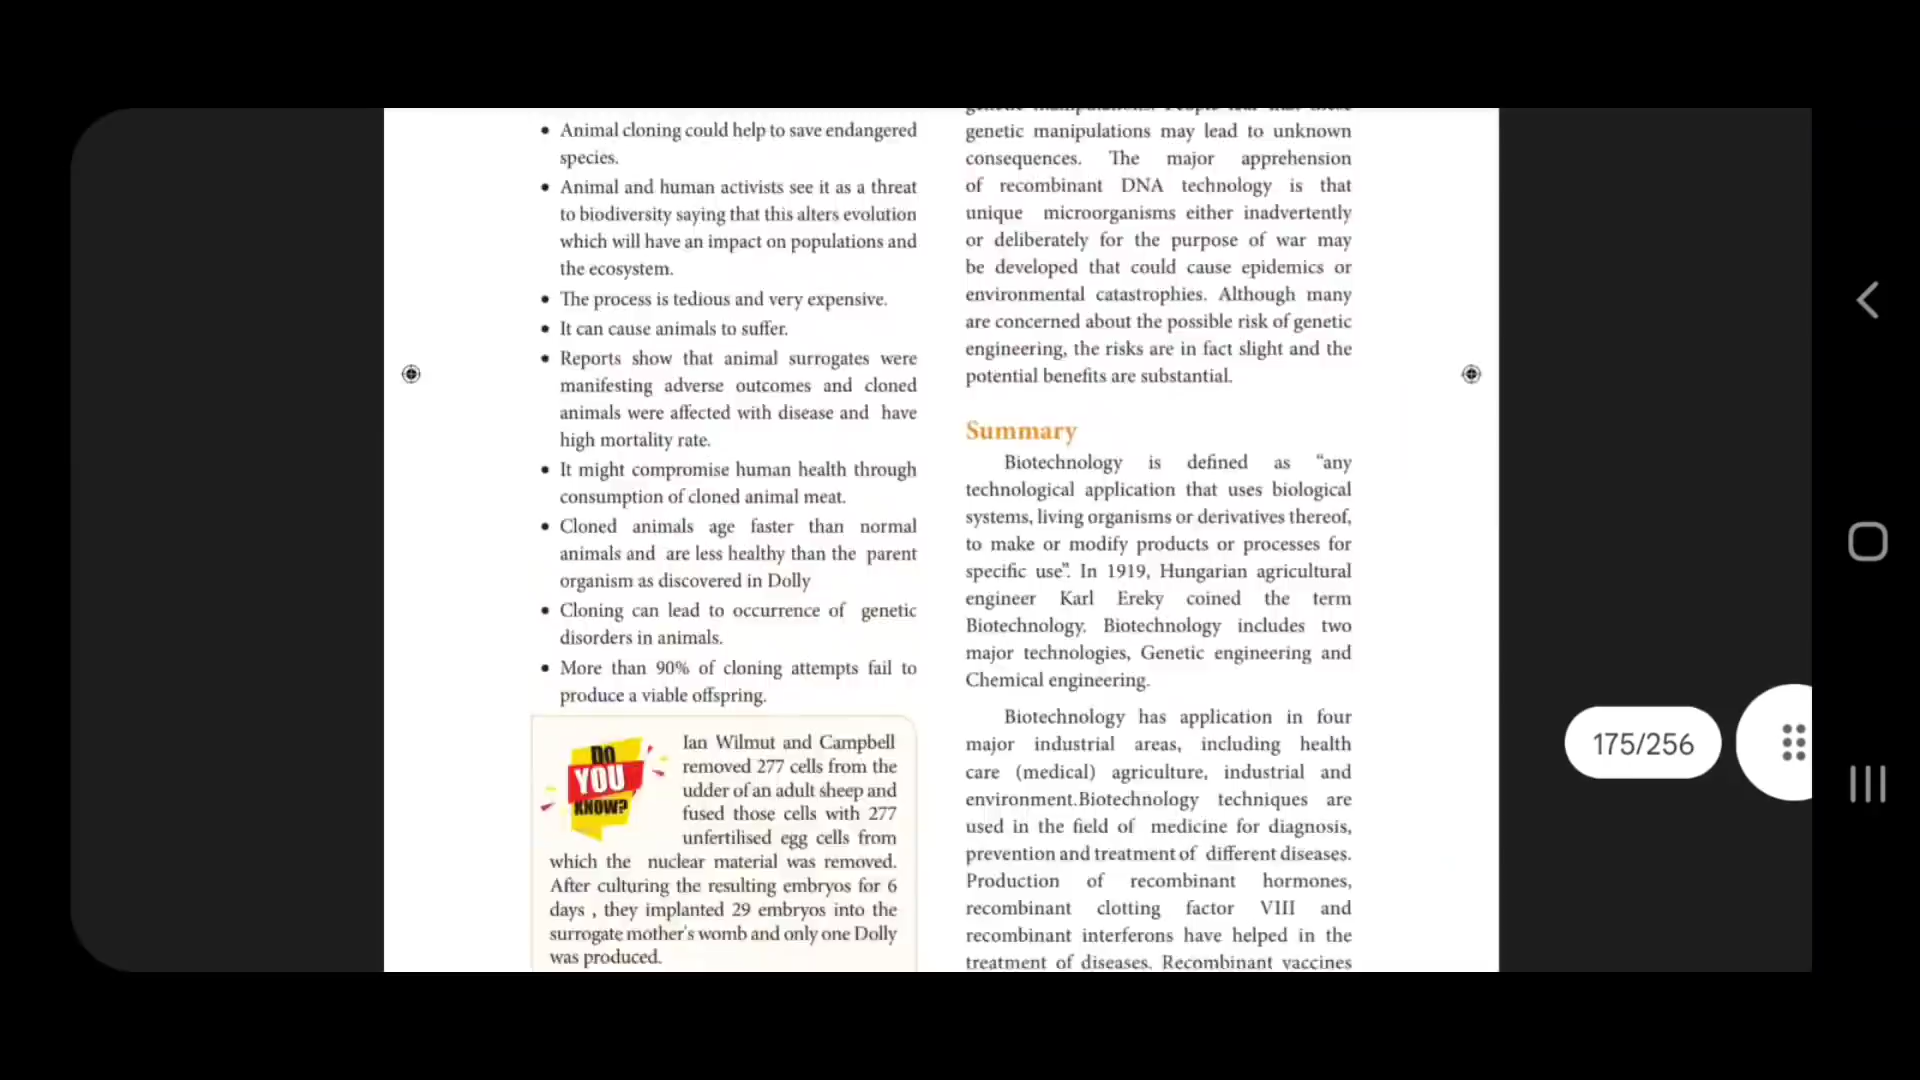 • Animal cloning could help to save endangered
species.
• Animal and human activists see it as a threat
to biodiversity saying that this alters evolution
which will have an impact on populations and
the ecosystem.
• The process is tedious and very expensive.
• It can cause animals to suffer.
• Reports show that animal surrogates were
manifesting adverse outcomes and cloned
animals were affected with disease and have
high mortality rate.
• It might compromise human health through
consumption of cloned animal meat.
• Cloned animals age faster than normal
animals and are less healthy than the parent
organism as discovered in Dolly
• Cloning can lead to occurrence of genetic
disorders in animals.
• More than 90% of cloning attempts fail to
produce a viable offspring.
DO
YOU
KNOW?
Ian Wilmut and Campbell
removed 277 cells from the
udder of an adult sheep and
fused those cells with 277
unfertilised egg cells from
which the nuclear material was removed.
After culturing the resulting embryos for 6
days , they implanted 29 embryos into the
surrogate mother's womb and only one Dolly
was produced.
genetic manipulations may lead to unknown
consequences. The major apprehension
of recombinant DNA technology is that
unique microorganisms either inadvertently
or deliberately for the purpose of war may
be developed that could cause epidemics or
environmental catastrophies. Although many
are concerned about the possible risk of genetic
engineering, the risks are in fact slight and the
potential benefits are substantial.
Summary
Biotechnology is defined as “any
technological application that uses biological
systems, living organisms or derivatives thereof,
to make or modify products or processes for
specific use”. In 1919, Hungarian agricultural
engineer Karl Ereky coined the term
Biotechnology. Biotechnology includes two
major technologies, Genetic engineering and
Chemical engineering.
Biotechnology has application in four
major industrial areas, including health
care (medical) agriculture, industrial and
environment.Biotechnology techniques are
used in the field of medicine for diagnosis,
prevention and treatment of different diseases.
Production of recombinant hormones,
recombinant clotting factor VIII and
recombinant interferons have helped in the
treatment of diseases. Recombinant vaccines
175/256